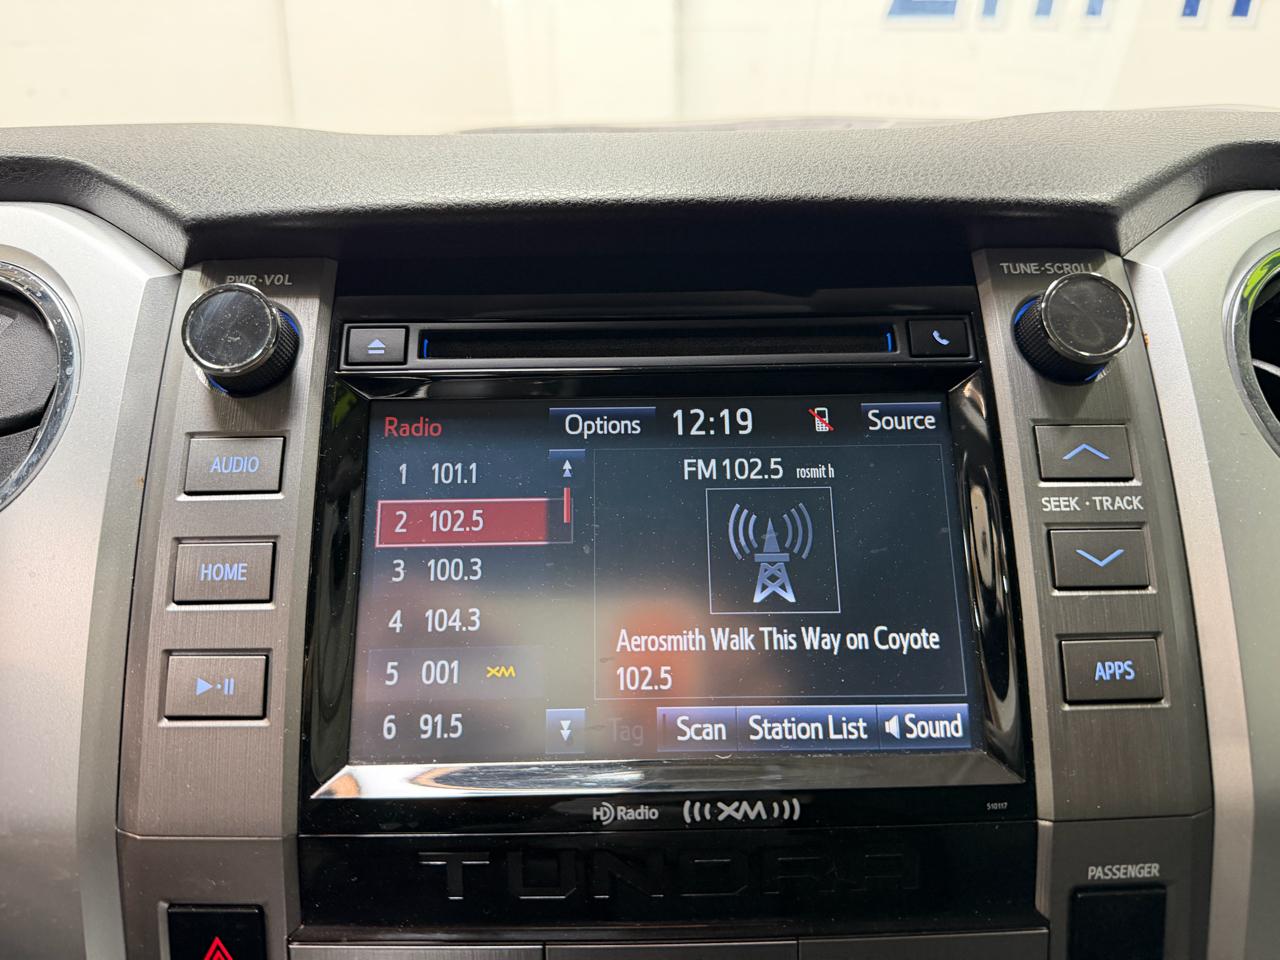 PWR·VOL
TUNE·SCROLL
AUDIO
HOME
Radio
Options
12:19
Source
1 101.1
2 102.5
3 100.3
4 104.3
5 001 XM
6 91.5
FM 102.5 rosmit h
Aerosmith Walk This Way on Coyote
102.5
Tag
Scan
Station List
Sound
SEEK · TRACK
APPS
HD Radio
XM
510117
TUNDRA
PASSENGER